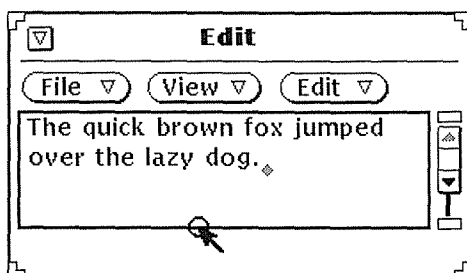 Edit
File View Edit
The quick brown fox jumped
over the lazy dog.